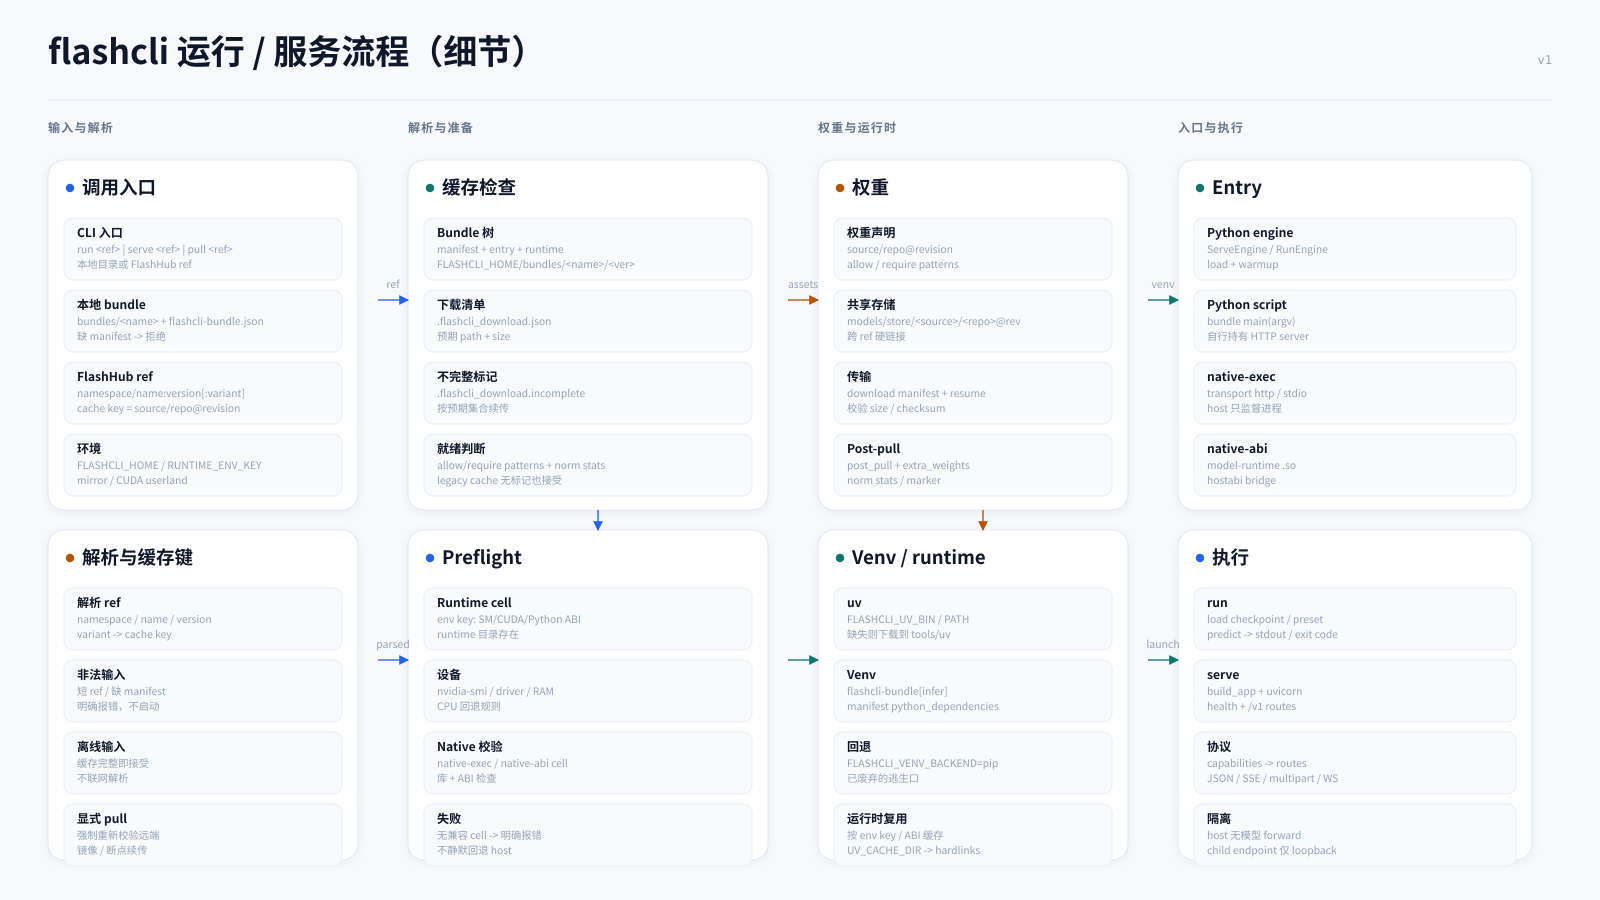 flashcli 运行 / 服务流程（细节）
v1
输入与解析
解析与准备
权重与运行时
入口与执行
调用入口
CLI 入口
run <ref> | serve <ref> | pull <ref>
本地目录或 FlashHub ref
本地 bundle
bundles/<name> + flashcli-bundle.json
缺 manifest -> 拒绝
FlashHub ref
namespace/name:version[:variant]
cache key = source/repo@revision
环境
FLASHCLI_HOME / RUNTIME_ENV_KEY
mirror / CUDA userland
ref
缓存检查
Bundle 树
manifest + entry + runtime
FLASHCLI_HOME/bundles/<name>/<ver>
下载清单
.flashcli_download.json
预期 path + size
不完整标记
.flashcli_download.incomplete
按预期集合续传
就绪判断
allow/require patterns + norm stats
legacy cache 无标记也接受
assets
权重
权重声明
source/repo@revision
allow / require patterns
共享存储
models/store/<source>/<repo>@rev
跨 ref 硬链接
传输
download manifest + resume
校验 size / checksum
Post-pull
post_pull + extra_weights
norm stats / marker
venv
Entry
Python engine
ServeEngine / RunEngine
load + warmup
Python script
bundle main(argv)
自行持有 HTTP server
native-exec
transport http / stdio
host 只监督进程
native-abi
model-runtime .so
hostabi bridge
解析与缓存键
解析 ref
namespace / name / version
variant -> cache key
非法输入
短 ref / 缺 manifest
明确报错，不启动
离线输入
缓存完整即接受
不联网解析
显式 pull
强制重新校验远端
镜像 / 断点续传
parsed
Preflight
Runtime cell
env key: SM/CUDA/Python ABI
runtime 目录存在
设备
nvidia-smi / driver / RAM
CPU 回退规则
Native 校验
native-exec / native-abi cell
库 + ABI 检查
失败
无兼容 cell -> 明确报错
不静默回退 host
Venv / runtime
uv
FLASHCLI_UV_BIN / PATH
缺失则下载到 tools/uv
Venv
flashcli-bundle[infer]
manifest python_dependencies
回退
FLASHCLI_VENV_BACKEND=pip
已废弃的逃生口
运行时复用
按 env key / ABI 缓存
UV_CACHE_DIR -> hardlinks
launch
执行
run
load checkpoint / preset
predict -> stdout / exit code
serve
build_app + uvicorn
health + /v1 routes
协议
capabilities -> routes
JSON / SSE / multipart / WS
隔离
host 无模型 forward
child endpoint 仅 loopback